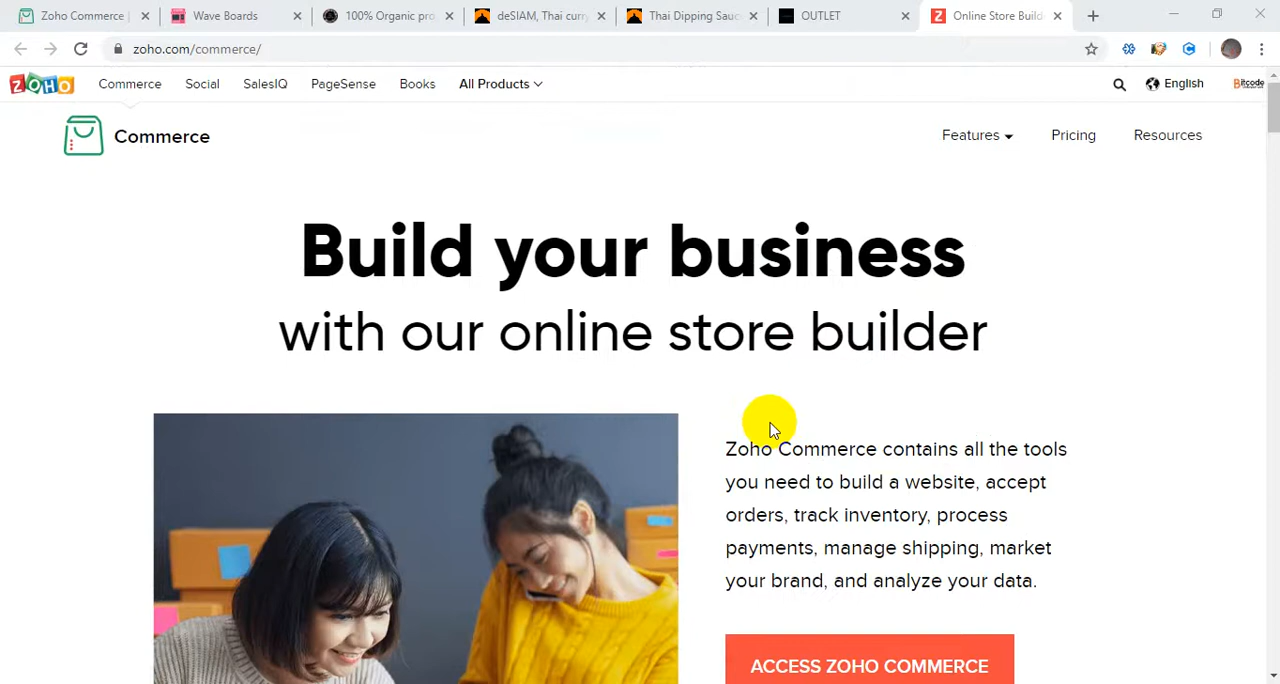 Zoho Commerce |
Wave Boards
100% Organic pro
deSIAM, Thai curry
Thai Dipping Sauc
OUTLET
Online Store Build
zoho.com/commerce/
ZOHO
Commerce
Social
SalesIQ
PageSense
Books
All Products
English
Bitcode
Commerce
Features
Pricing
Resources
Build your business
with our online store builder
Zoho Commerce contains all the tools
you need to build a website, accept
orders, track inventory, process
payments, manage shipping, market
your brand, and analyze your data.
ACCESS ZOHO COMMERCE